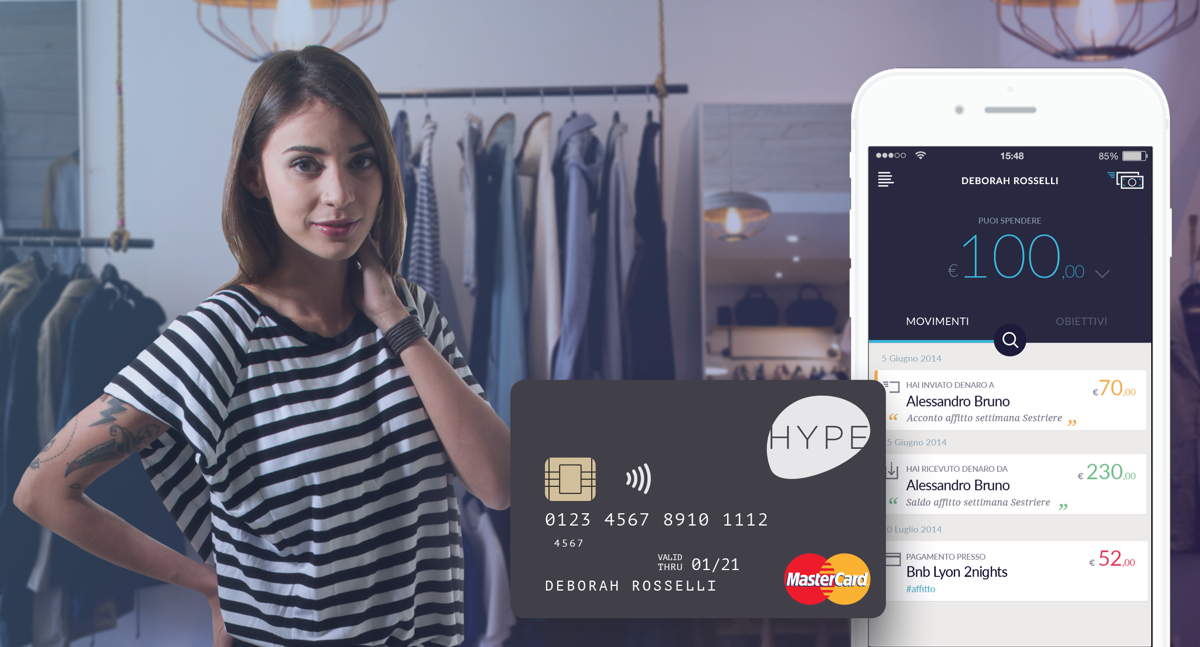 HYPE
0123 4567 8910 1112
4567
VALID
THRU 01/21
DEBORAH ROSSELLI
MasterCard
15:48
85%
DEBORAH ROSSELLI
PUOI SPENDERE
€100,00
MOVIMENTI
OBIETTIVI
5 Giugno 2014
HAI INVIATO DENARO A
Alessandro Bruno
€70,00
“ Acconto affitto settimana Sestriere ”
5 Giugno 2014
HAI RICEVUTO DENARO DA
Alessandro Bruno
€230,00
“ Saldo affitto settimana Sestriere ”
0 Luglio 2014
PAGAMENTO PRESSO
Bnb Lyon 2nights
€52,00
#affitto